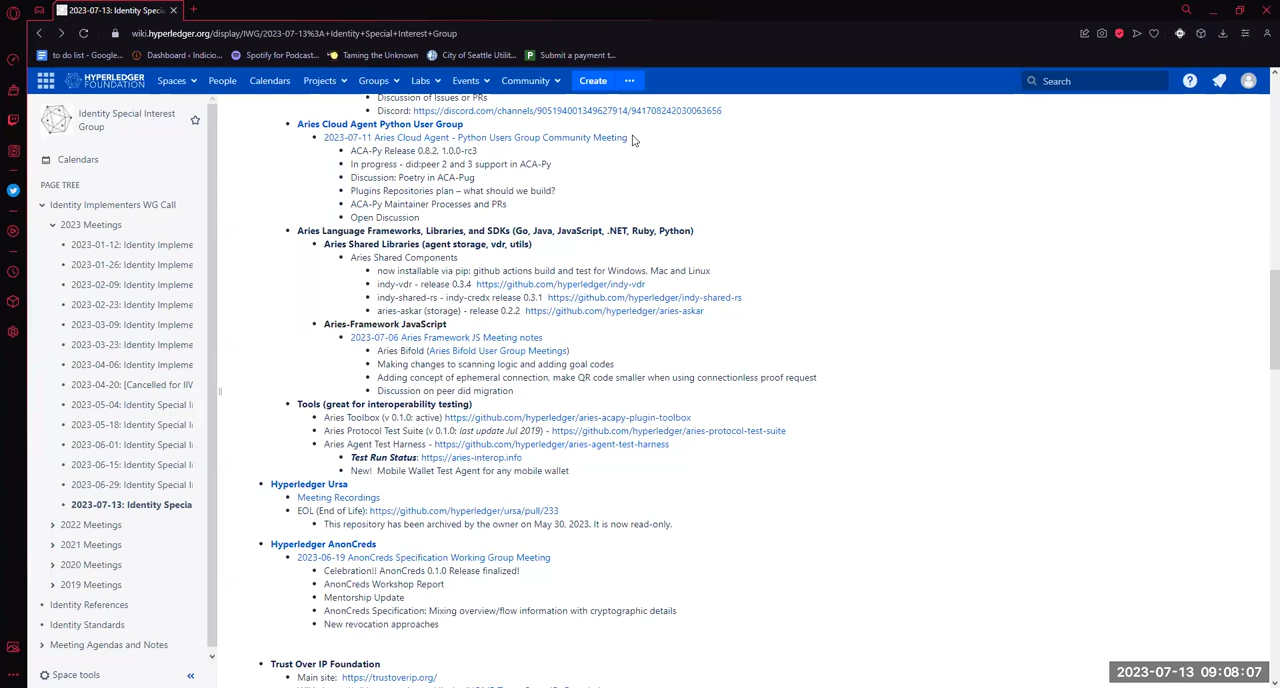 2023-07-13: Identity Speci
wiki.hyperledger.org/display/IWG/2023-07-13%3A+Identity+Special+Interest+Group
to do list - Google...
Dashboard - Indicio...
Spotify for Podcast...
Taming the Unknown
City of Seattle Utilit...
Submit a payment t...
HYPERLEDGER
FOUNDATION
Spaces
People
Calendars
Projects
Groups
Labs
Events
Community
Create
Search
Identity Special Interest
Group
Calendars
PAGE TREE
Identity Implementers WG Call
2023 Meetings
2023-01-12: Identity Impleme
2023-01-26: Identity Impleme
2023-02-09: Identity Impleme
2023-02-23: Identity Impleme
2023-03-09: Identity Impleme
2023-03-23: Identity Impleme
2023-04-06: Identity Impleme
2023-04-20: [Cancelled for IIV
2023-05-04: Identity Special I
2023-05-18: Identity Special I
2023-06-01: Identity Special I
2023-06-15: Identity Special I
2023-06-29: Identity Special I
2023-07-13: Identity Specia
2022 Meetings
2021 Meetings
2020 Meetings
2019 Meetings
Identity References
Identity Standards
Meeting Agendas and Notes
Space tools
Discussion of Issues or PRs
Discord: https://discord.com/channels/905194001349627914/941708242030063656
Aries Cloud Agent Python User Group
2023-07-11 Aries Cloud Agent - Python Users Group Community Meeting
ACA-Py Release 0.8.2, 1.0.0-rc3
In progress - did:peer 2 and 3 support in ACA-Py
Discussion: Poetry in ACA-Pug
Plugins Repositories plan – what should we build?
ACA-Py Maintainer Processes and PRs
Open Discussion
Aries Language Frameworks, Libraries, and SDKs (Go, Java, JavaScript, .NET, Ruby, Python)
Aries Shared Libraries (agent storage, vdr, utils)
Aries Shared Components
now installable via pip: github actions build and test for Windows, Mac and Linux
indy-vdr - release 0.3.4 https://github.com/hyperledger/indy-vdr
indy-shared-rs - indy-credx release 0.3.1 https://github.com/hyperledger/indy-shared-rs
aries-askar (storage) - release 0.2.2 https://github.com/hyperledger/aries-askar
Aries-Framework JavaScript
2023-07-06 Aries Framework JS Meeting notes
Aries Bifold (Aries Bifold User Group Meetings)
Making changes to scanning logic and adding goal codes
Adding concept of ephemeral connection, make QR code smaller when using connectionless proof request
Discussion on peer did migration
Tools (great for interoperability testing)
Aries Toolbox (v 0.1.0; active) https://github.com/hyperledger/aries-acapy-plugin-toolbox
Aries Protocol Test Suite (v 0.1.0; last update Jul 2019) - https://github.com/hyperledger/aries-protocol-test-suite
Aries Agent Test Harness - https://github.com/hyperledger/aries-agent-test-harness
Test Run Status: https://aries-interop.info
New! Mobile Wallet Test Agent for any mobile wallet
Hyperledger Ursa
Meeting Recordings
EOL (End of Life): https://github.com/hyperledger/ursa/pull/233
This repository has been archived by the owner on May 30, 2023. It is now read-only.
Hyperledger AnonCreds
2023-06-19 AnonCreds Specification Working Group Meeting
Celebration!! AnonCreds 0.1.0 Release finalized!
AnonCreds Workshop Report
Mentorship Update
AnonCreds Specification: Mixing overview/flow information with cryptographic details
New revocation approaches
Trust Over IP Foundation
Main site: https://trustoverip.org/
2023-07-13 09:08:07